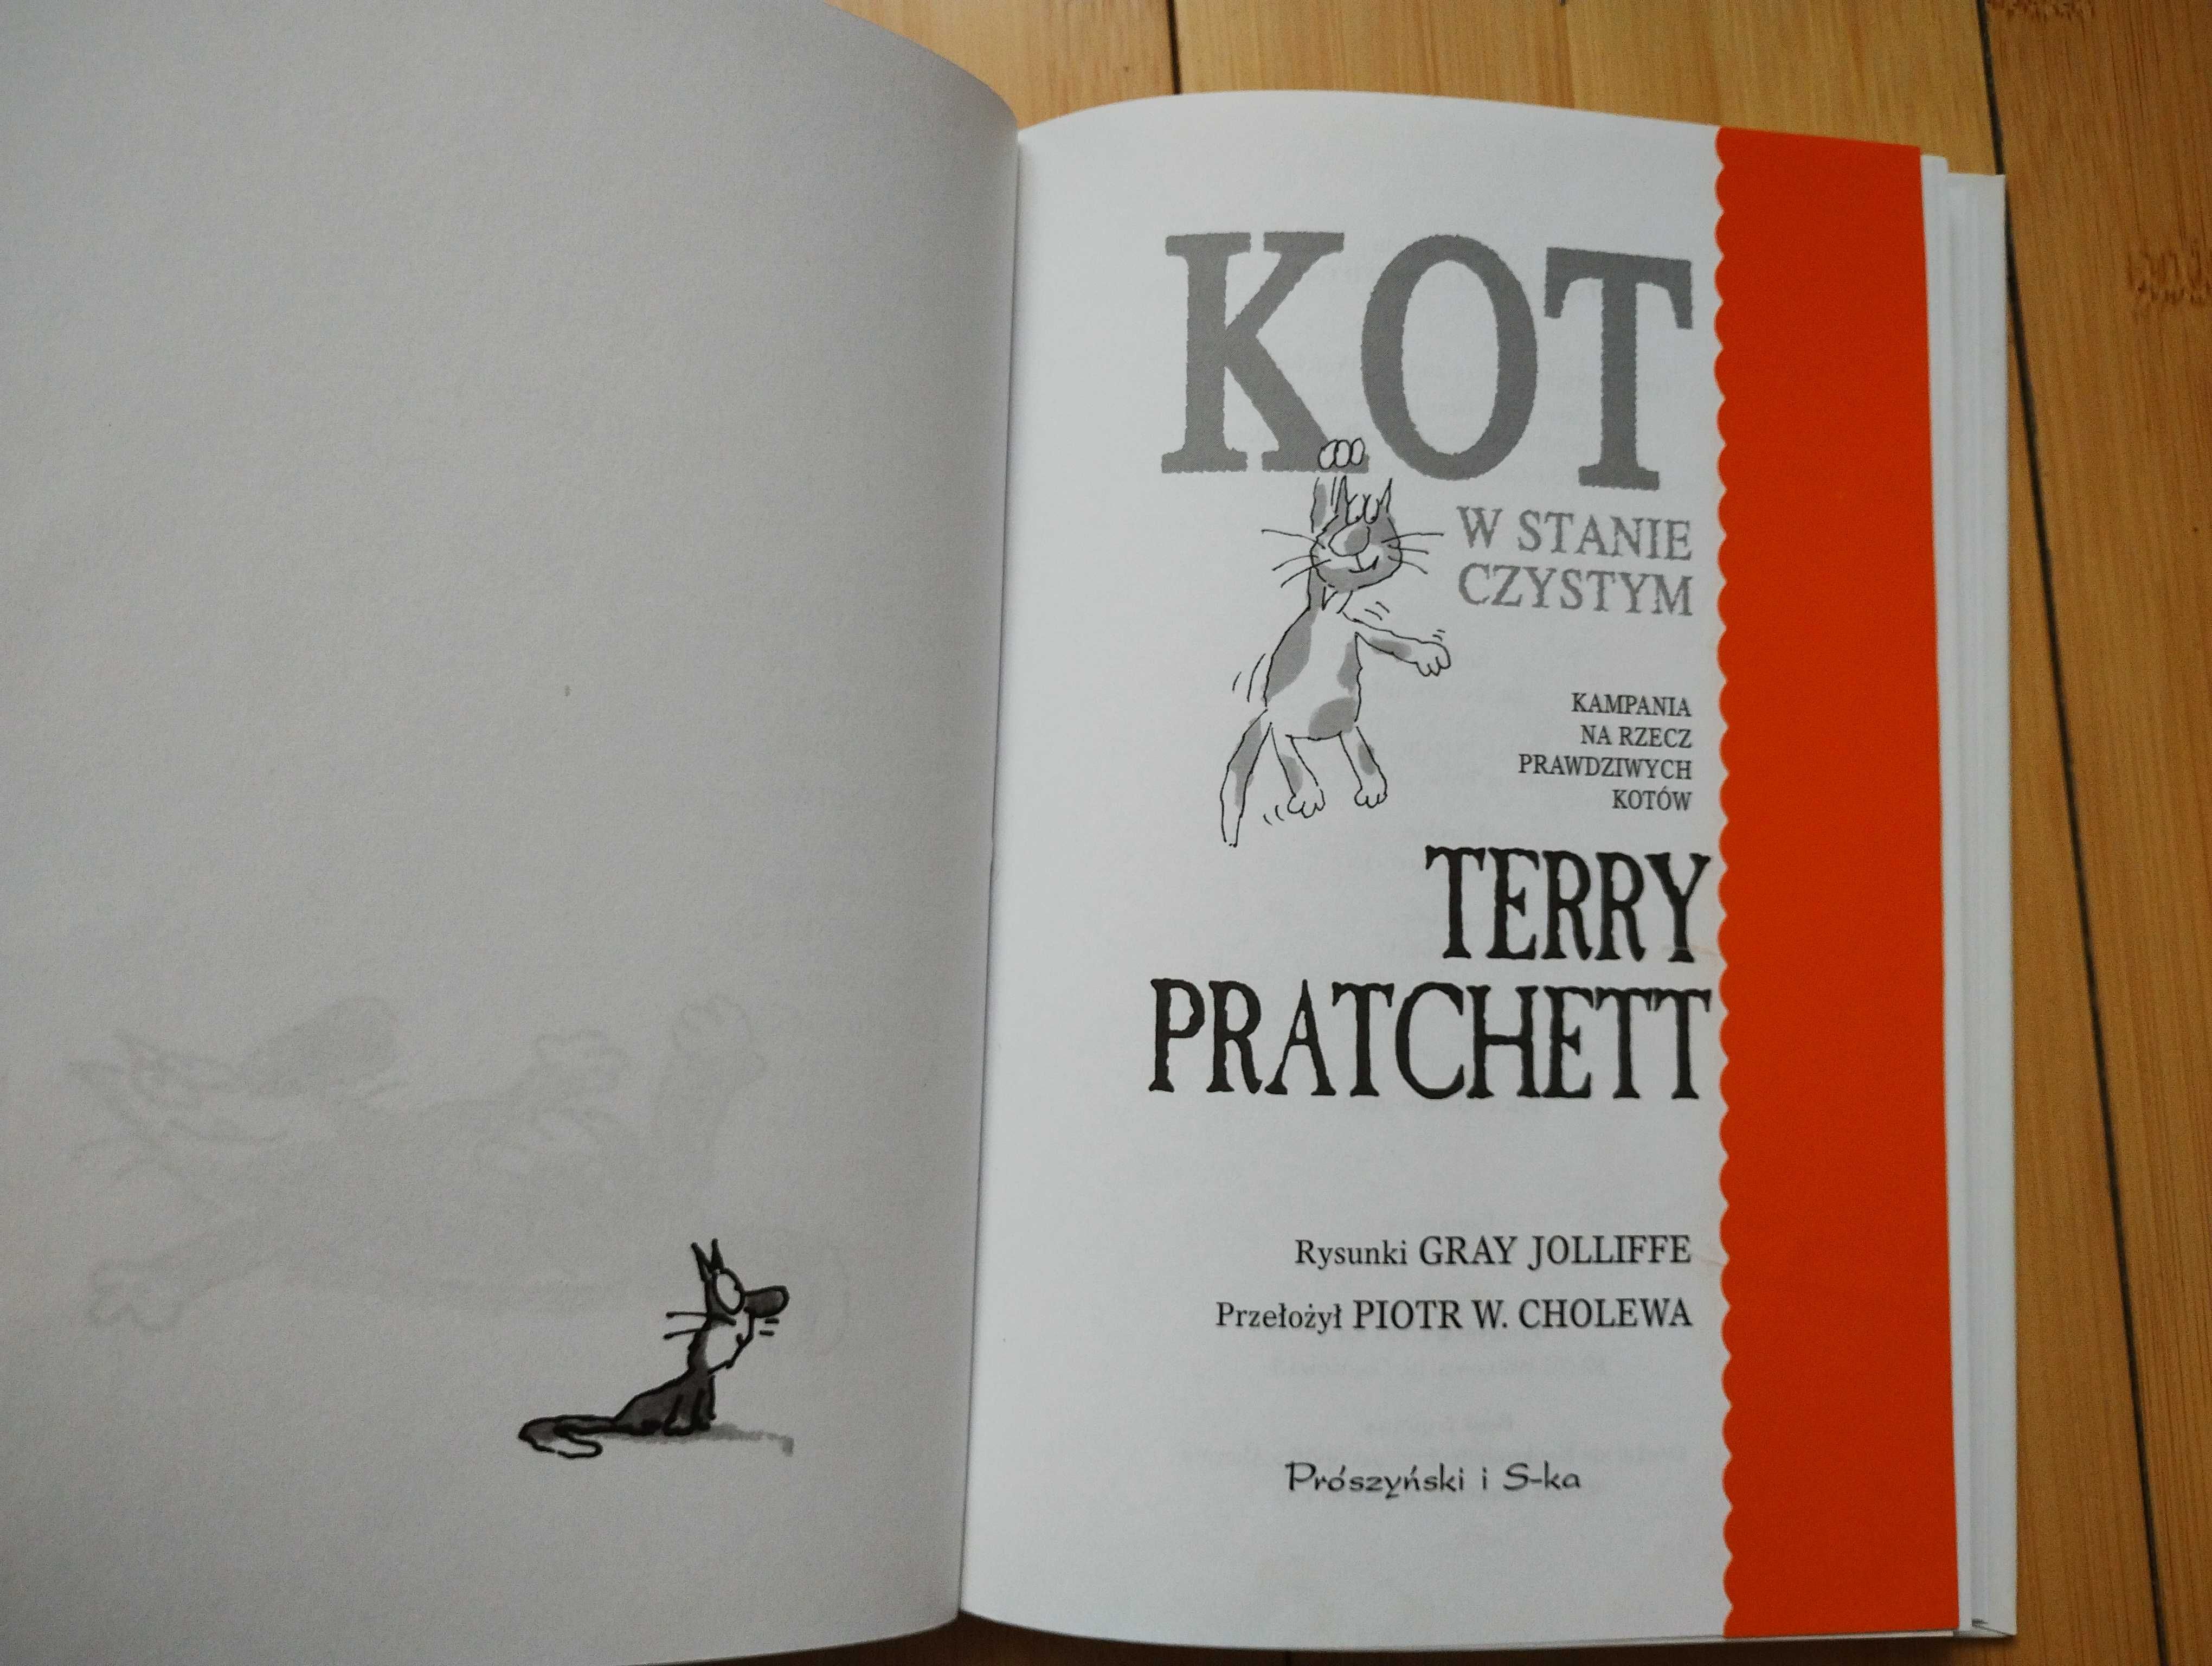 KOT
W STANIE
CZYSTYM
KAMPANIA
NA RZECZ
PRAWDZIWYCH
KOTÓW
TERRY
PRATCHETT
Rysunki GRAY JOLLIFFE
Przełożył PIOTR W. CHOLEWA
Prószyński i S-ka